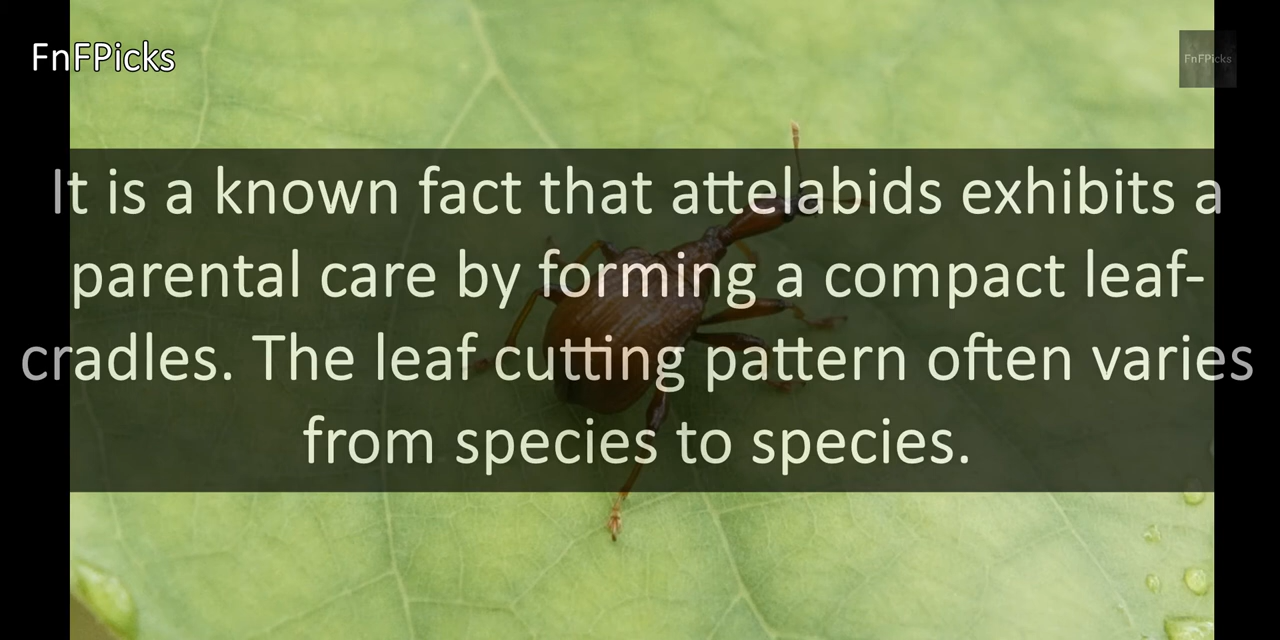 FnFPicks
FnFPicks
It is a known fact that attelabids exhibits a
parental care by forming a compact leaf-
cradles. The leaf cutting pattern often varies
from species to species.